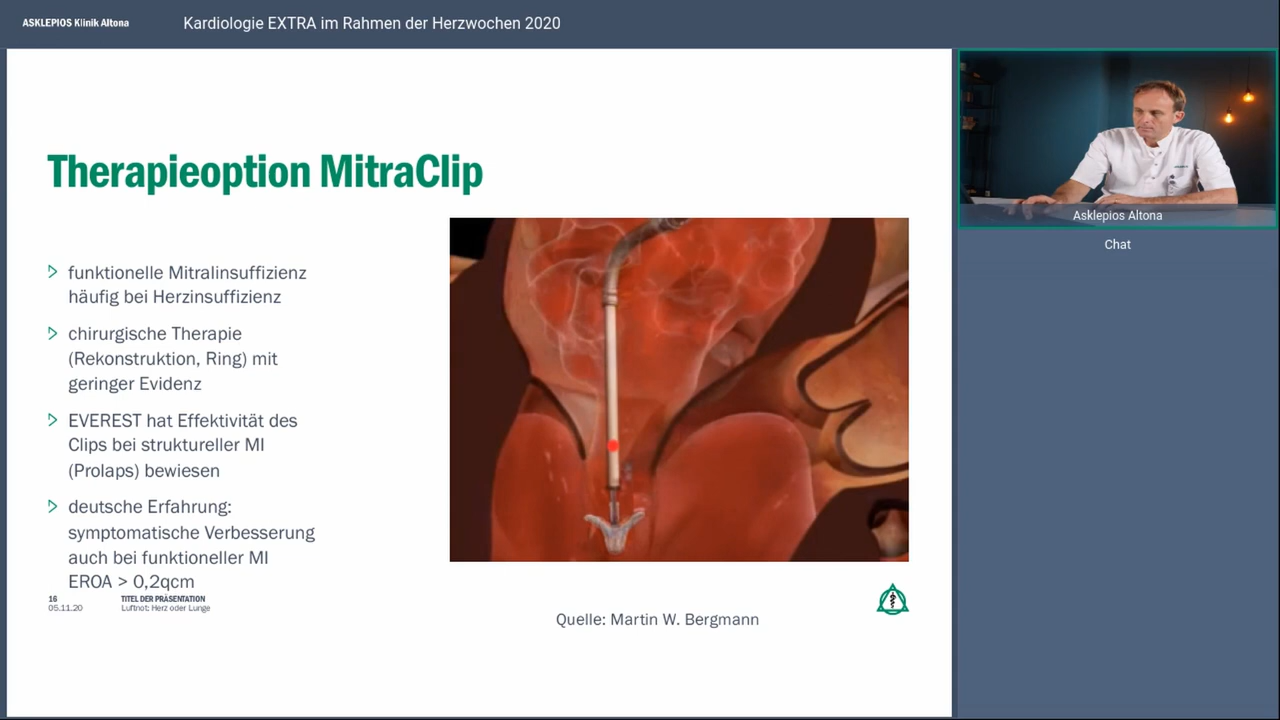 ASKLEPIOS Klinik Altona
Kardiologie EXTRA im Rahmen der Herzwochen 2020
Therapieoption MitraClip
funktionelle Mitralinsuffizienz
häufig bei Herzinsuffizienz
chirurgische Therapie
(Rekonstruktion, Ring) mit
geringer Evidenz
EVEREST hat Effektivität des
Clips bei struktureller MI
(Prolaps) bewiesen
deutsche Erfahrung:
symptomatische Verbesserung
auch bei funktioneller MI
EROA > 0,2qcm
16 TITEL DER PRÄSENTATION
05.11.20 Luftnot: Herz oder Lunge
Quelle: Martin W. Bergmann
Asklepios Altona
Chat